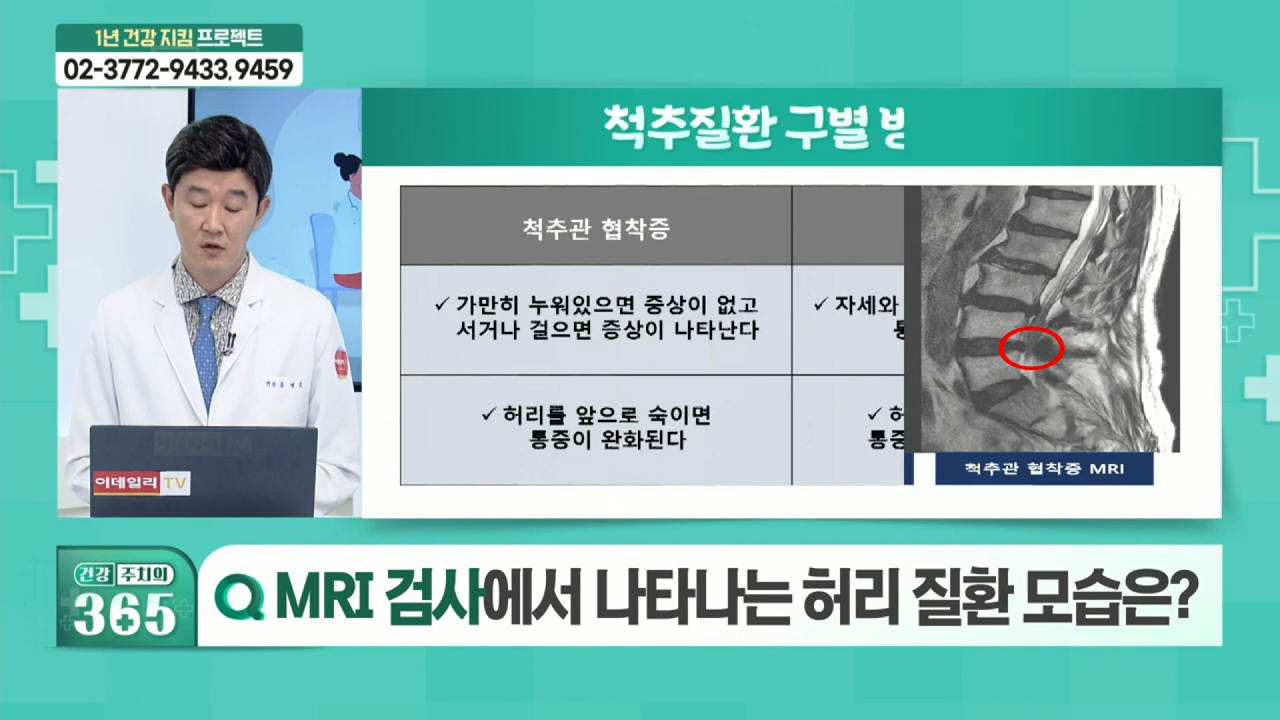 1년 건강 지킴 프로젝트
02-3772-9433, 9459
척추질환 구별
척추관 협착증
✓ 가만히 누워있으면 증상이 없고
서거나 걸으면 증상이 나타난다
✓ 자세와
✓ 허리를 앞으로 숙이면
통증이 완화된다
✓ 허
통증
척추관 협착증 MRI
이데일리 TV
건강 주치의
365
Q MRI 검사에서 나타나는 허리 질환 모습은?